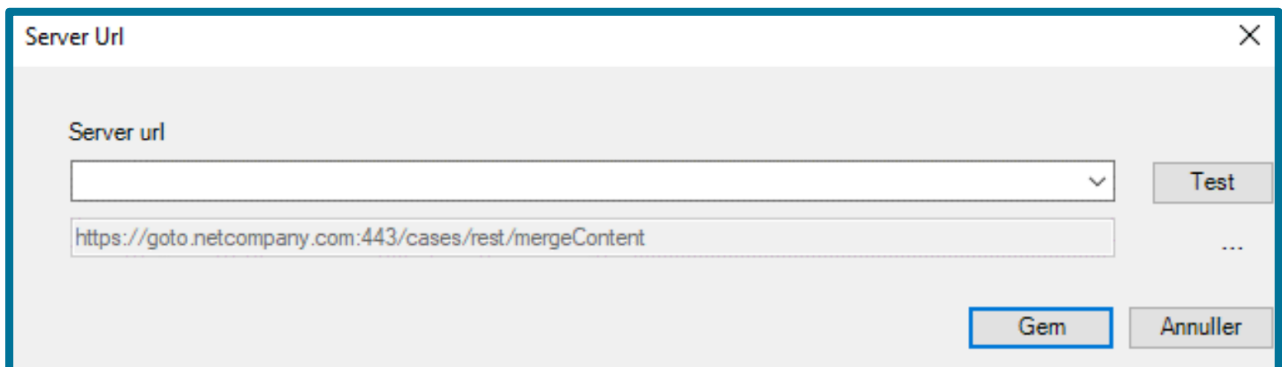 Server Url
Server url
Test
https://goto.netcompany.com:443/cases/rest/mergeContent
...
Gem Annuller